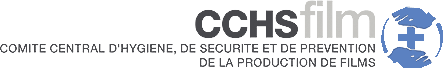 CCHSfilm
COMITE CENTRAL D'HYGIENE, DE SECURITE ET DE PREVENTION
DE LA PRODUCTION DE FILMS